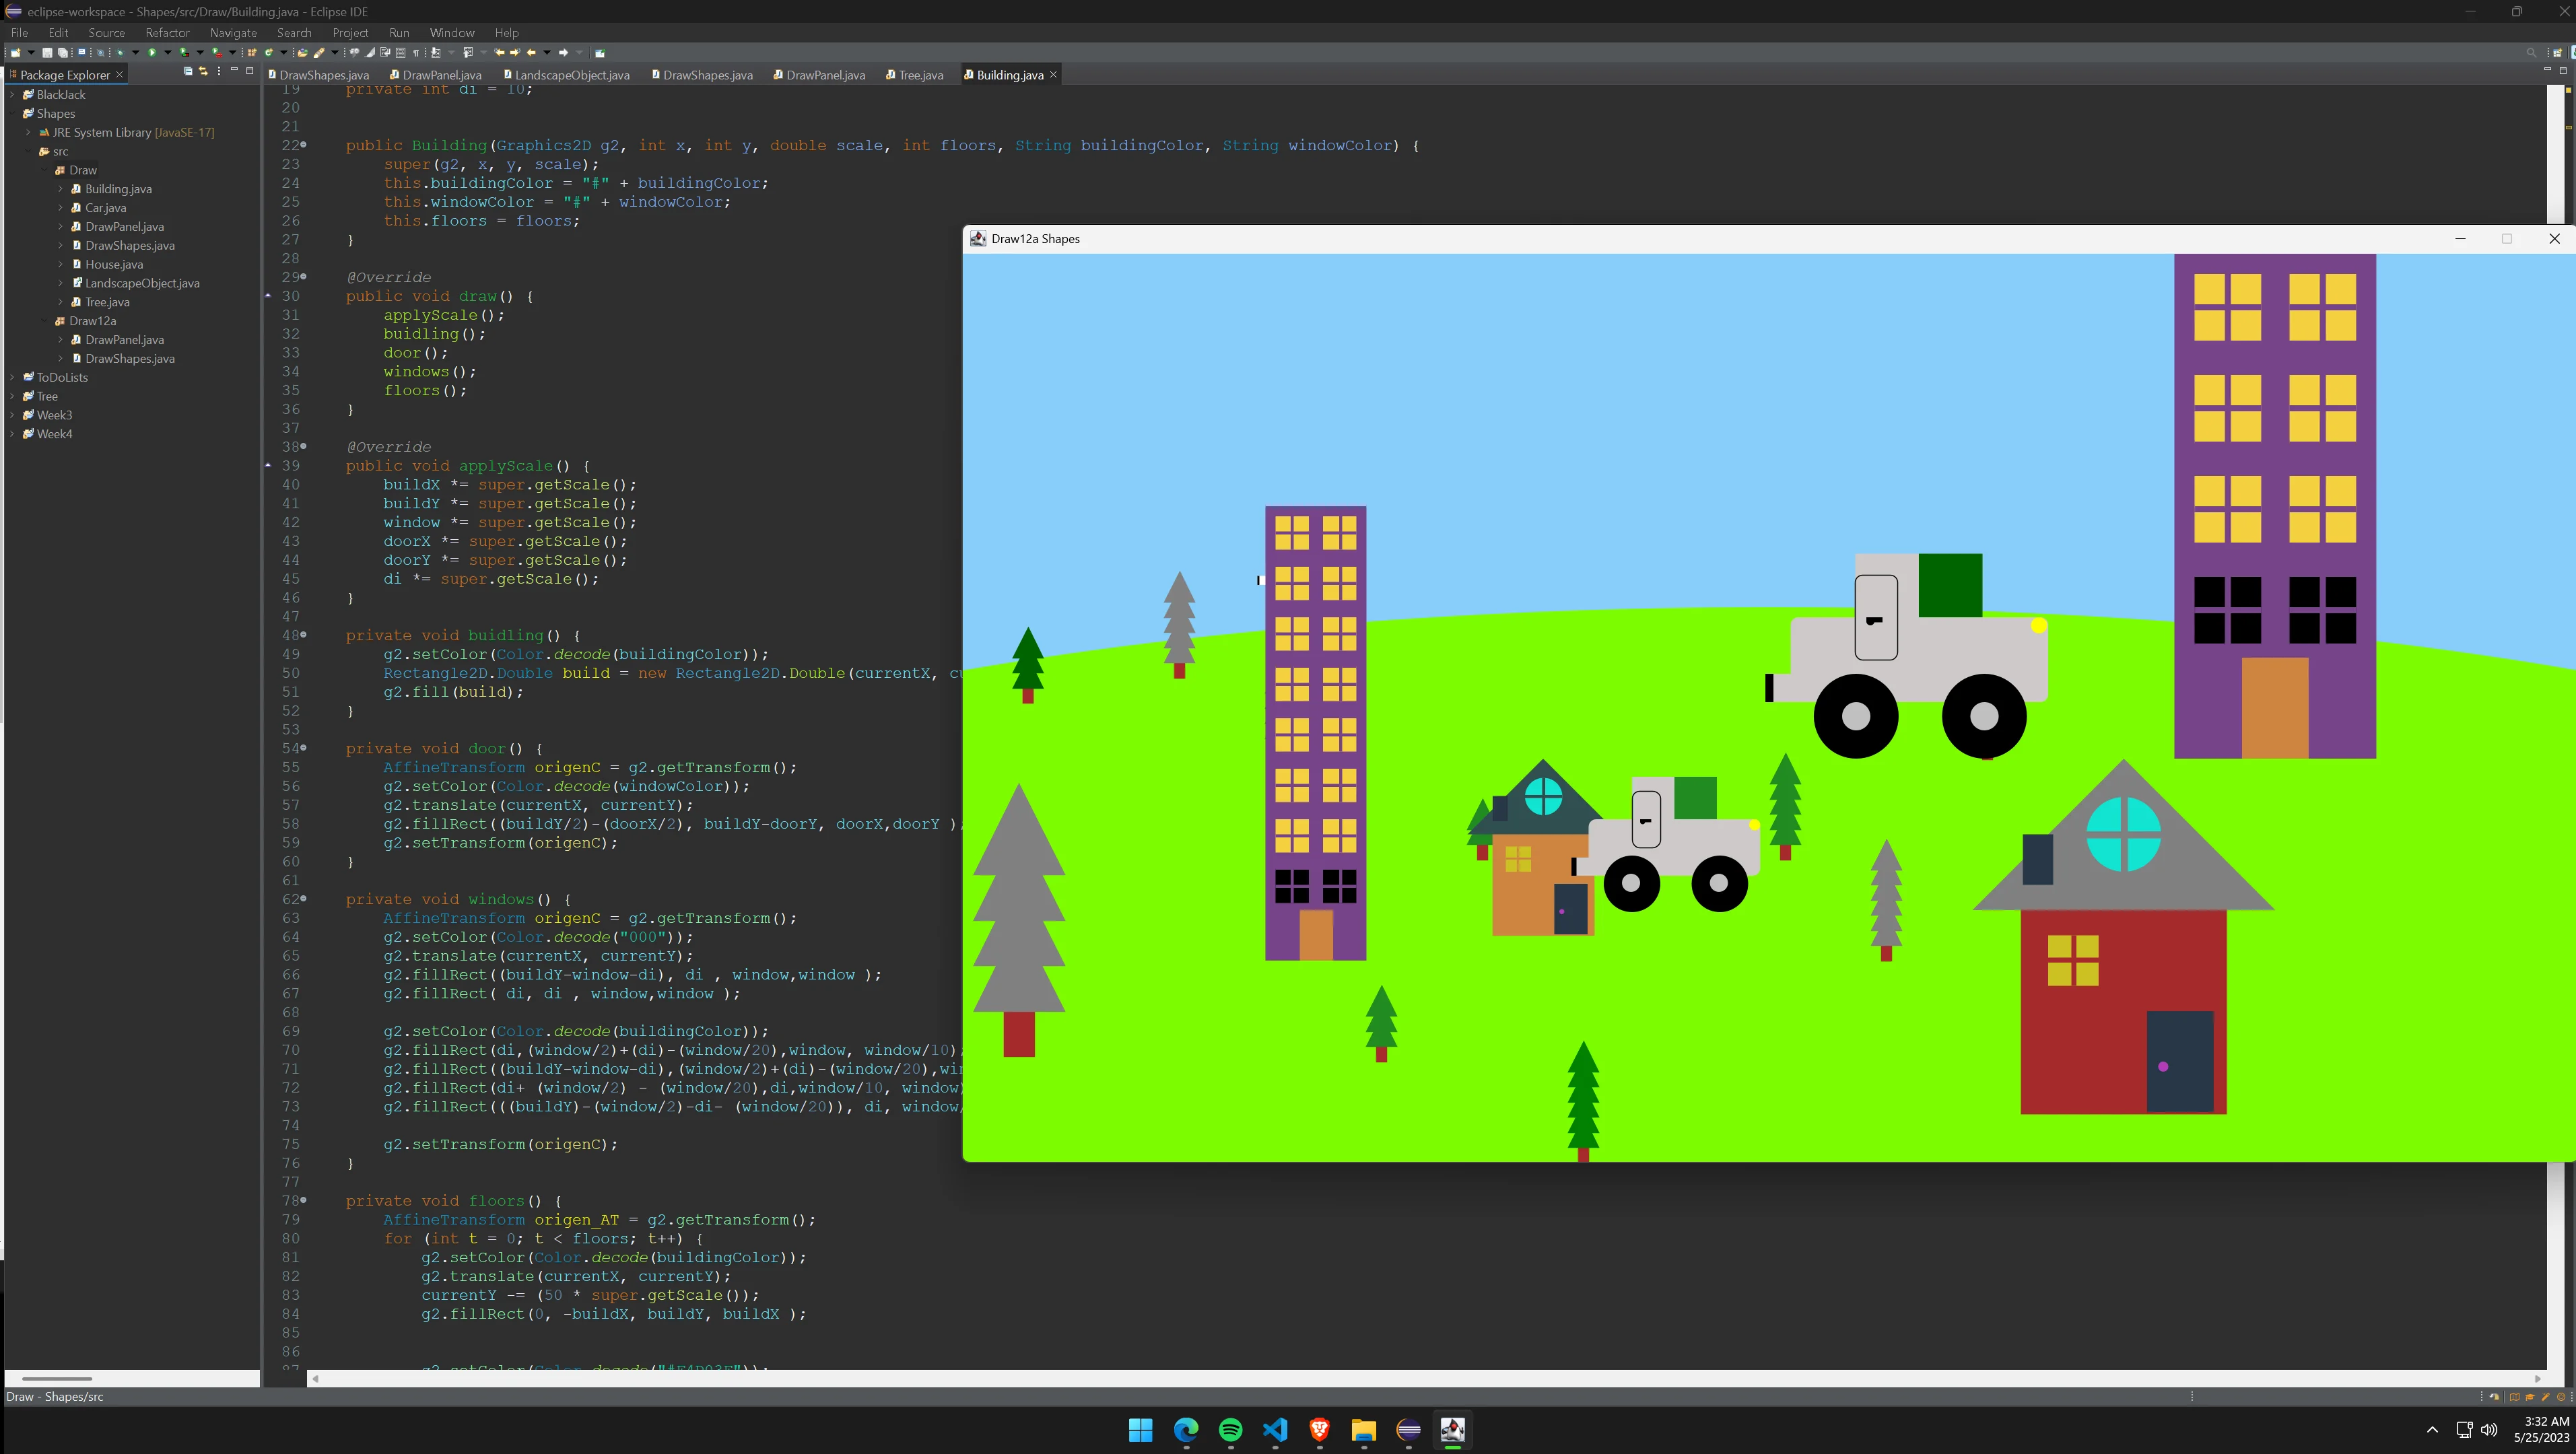 eclipse-workspace - Shapes/src/Draw/Building.java - Eclipse IDE
File Edit Source Refactor Navigate Search Project Run Window Help
Package Explorer
DrawShapes.java DrawPanel.java LandscapeObject.java DrawShapes.java DrawPanel.java Tree.java Building.java
BlackJack
Shapes
JRE System Library [JavaSE-17]
src
Draw
Building.java
Car.java
DrawPanel.java
DrawShapes.java
House.java
LandscapeObject.java
Tree.java
Draw12a
DrawPanel.java
DrawShapes.java
ToDoLists
Tree
Week3
Week4
19 private int di = 10;
20
21
22 public Building(Graphics2D g2, int x, int y, double scale, int floors, String buildingColor, String windowColor) {
23 super(g2, x, y, scale);
24 this.buildingColor = "#" + buildingColor;
25 this.windowColor = "#" + windowColor;
26 this.floors = floors;
27 }
28
29 @Override
30 public void draw() {
31 applyScale();
32 buidling();
33 door();
34 windows();
35 floors();
36 }
37
38 @Override
39 public void applyScale() {
40 buildX *= super.getScale();
41 buildY *= super.getScale();
42 window *= super.getScale();
43 doorX *= super.getScale();
44 doorY *= super.getScale();
45 di *= super.getScale();
46 }
47
48 private void buidling() {
49 g2.setColor(Color.decode(buildingColor));
50 Rectangle2D.Double build = new Rectangle2D.Double(currentX, cu
51 g2.fill(build);
52 }
53
54 private void door() {
55 AffineTransform origenC = g2.getTransform();
56 g2.setColor(Color.decode(windowColor));
57 g2.translate(currentX, currentY);
58 g2.fillRect((buildY/2)-(doorX/2), buildY-doorY, doorX,doorY );
59 g2.setTransform(origenC);
60 }
61
62 private void windows() {
63 AffineTransform origenC = g2.getTransform();
64 g2.setColor(Color.decode("000"));
65 g2.translate(currentX, currentY);
66 g2.fillRect((buildY-window-di), di , window,window );
67 g2.fillRect( di, di , window,window );
68
69 g2.setColor(Color.decode(buildingColor));
70 g2.fillRect(di,(window/2)+(di)-(window/20),window, window/10)
71 g2.fillRect((buildY-window-di),(window/2)+(di)-(window/20),win
72 g2.fillRect(di+ (window/2) - (window/20),di,window/10, window)
73 g2.fillRect(((buildY)-(window/2)-di- (window/20)), di, window/
74
75 g2.setTransform(origenC);
76 }
77
78 private void floors() {
79 AffineTransform origen_AT = g2.getTransform();
80 for (int t = 0; t < floors; t++) {
81 g2.setColor(Color.decode(buildingColor));
82 g2.translate(currentX, currentY);
83 currentY -= (50 * super.getScale());
84 g2.fillRect(0, -buildX, buildY, buildX );
85
86
87 g2.setColor(Color.decode("#F4D03F"));
Draw12a Shapes
Draw - Shapes/src
3:32 AM
5/25/2023